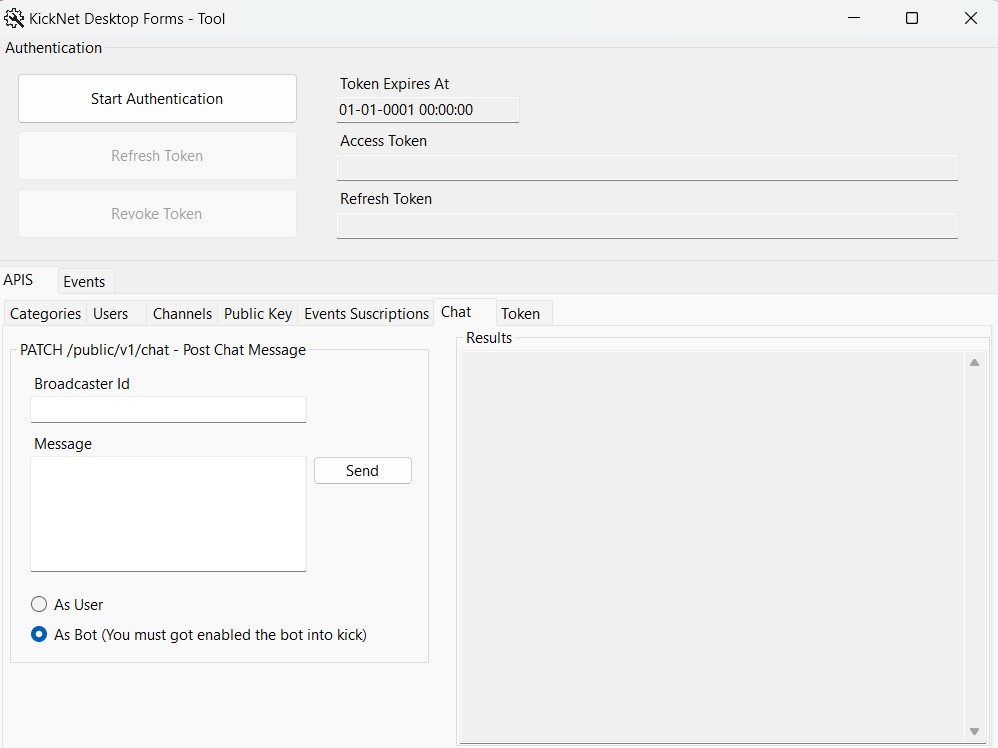 KickNet Desktop Forms - Tool
Authentication
Start Authentication
Refresh Token
Revoke Token
Token Expires At
01-01-0001 00:00:00
Access Token
Refresh Token
APIS
Events
Categories
Users
Channels
Public Key
Events Suscriptions
Chat
Token
PATCH /public/v1/chat - Post Chat Message
Broadcaster Id
Message
Send
As User
As Bot (You must got enabled the bot into kick)
Results